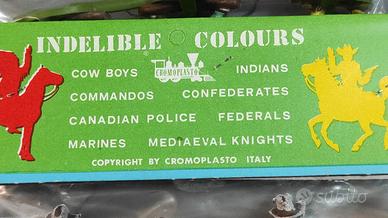 INDELIBLE COLOURS
COW BOYS CROMOPLASTO INDIANS
COMMANDOS CONFEDERATES
CANADIAN POLICE FEDERALS
MARINES MEDIAEVAL KNIGHTS
COPYRIGHT BY CROMOPLASTO ITALY
subito